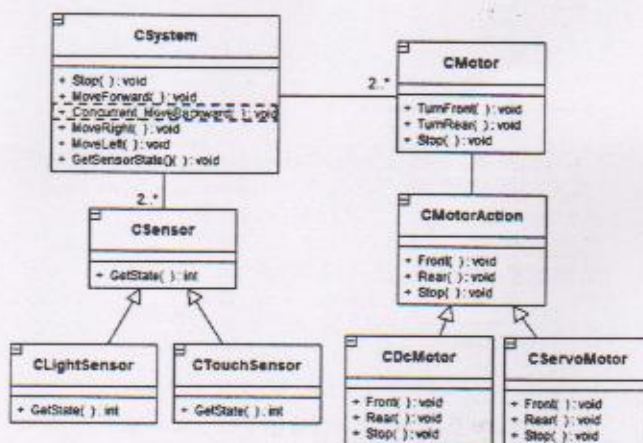 CSystem
+ Stop( ) : void
+ MoveForward( ) : void
+ Concurrent_MoveBackward( ) : void
+ MoveRight( ) : void
+ MoveLeft( ) : void
+ GetSensorState()( ) : void
2..*
CMotor
+ TurnFront( ) : void
+ TurnRear( ) : void
+ Stop( ) : void
2..*
CSensor
+ GetState( ) : int
CMotorAction
+ Front( ) : void
+ Rear( ) : void
+ Stop( ) : void
CLightSensor
+ GetState( ) : int
CTouchSensor
+ GetState( ) : int
CDcMotor
+ Front( ) : void
+ Rear( ) : void
+ Stop( ) : void
CServoMotor
+ Front( ) : void
+ Rear( ) : void
+ Stop( ) : void